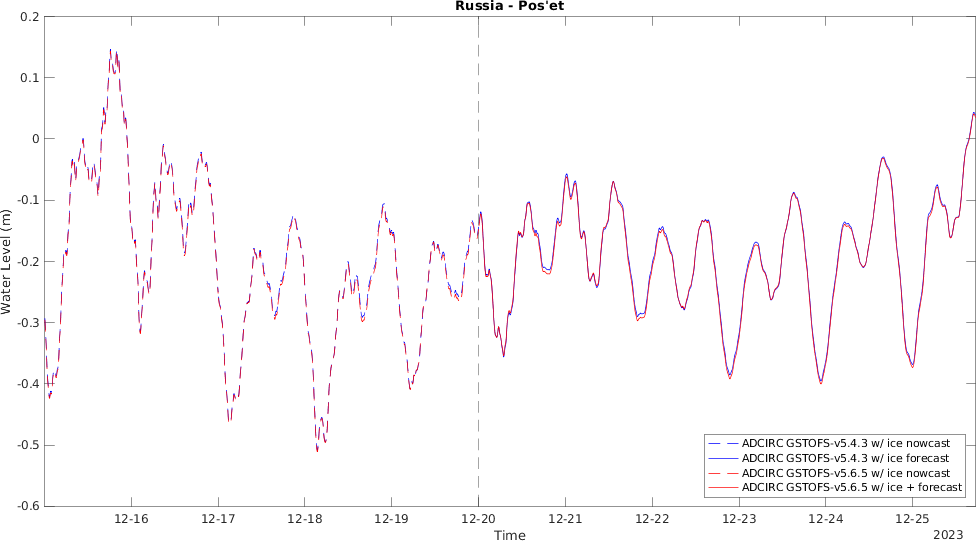 Russia - Pos'et
0.2
0.1
0
-0.1
-0.2
-0.3
-0.4
-0.5
-0.6
Water Level (m)
ADCIRC GSTOFS-v5.4.3 w/ ice nowcast
ADCIRC GSTOFS-v5.4.3 w/ ice forecast
ADCIRC GSTOFS-v5.6.5 w/ ice nowcast
ADCIRC GSTOFS-v5.6.5 w/ ice + forecast
12-16 12-17 12-18 12-19 12-20 12-21 12-22 12-23 12-24 12-25
Time
2023